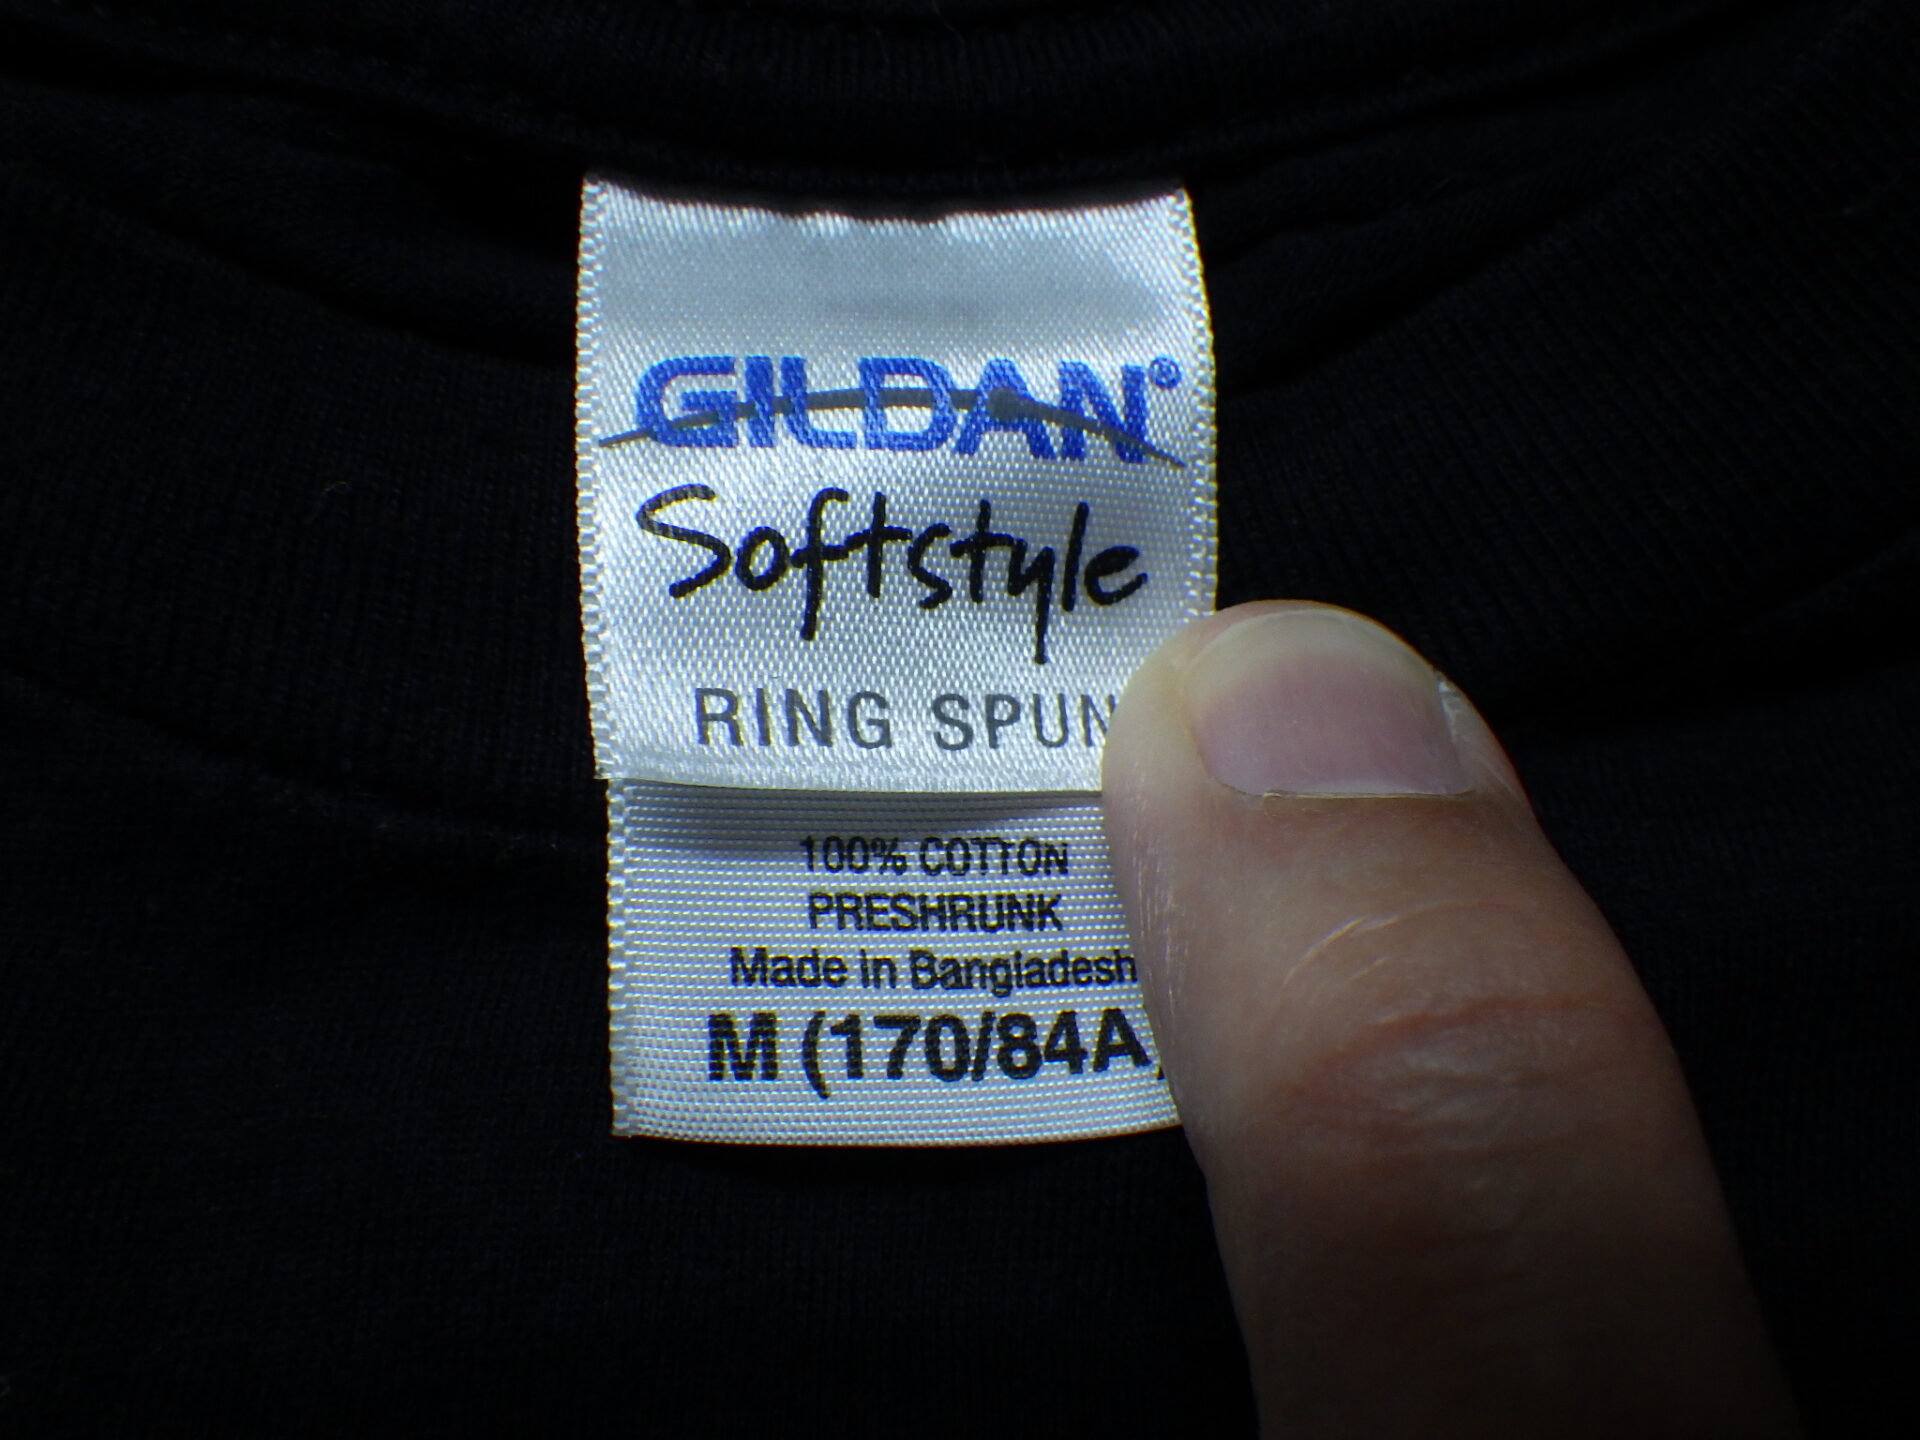 GILDAN®
Softstyle
RING SPUN
100% COTTON
PRESHRUNK
Made in Bangladesh
M (170/84A)